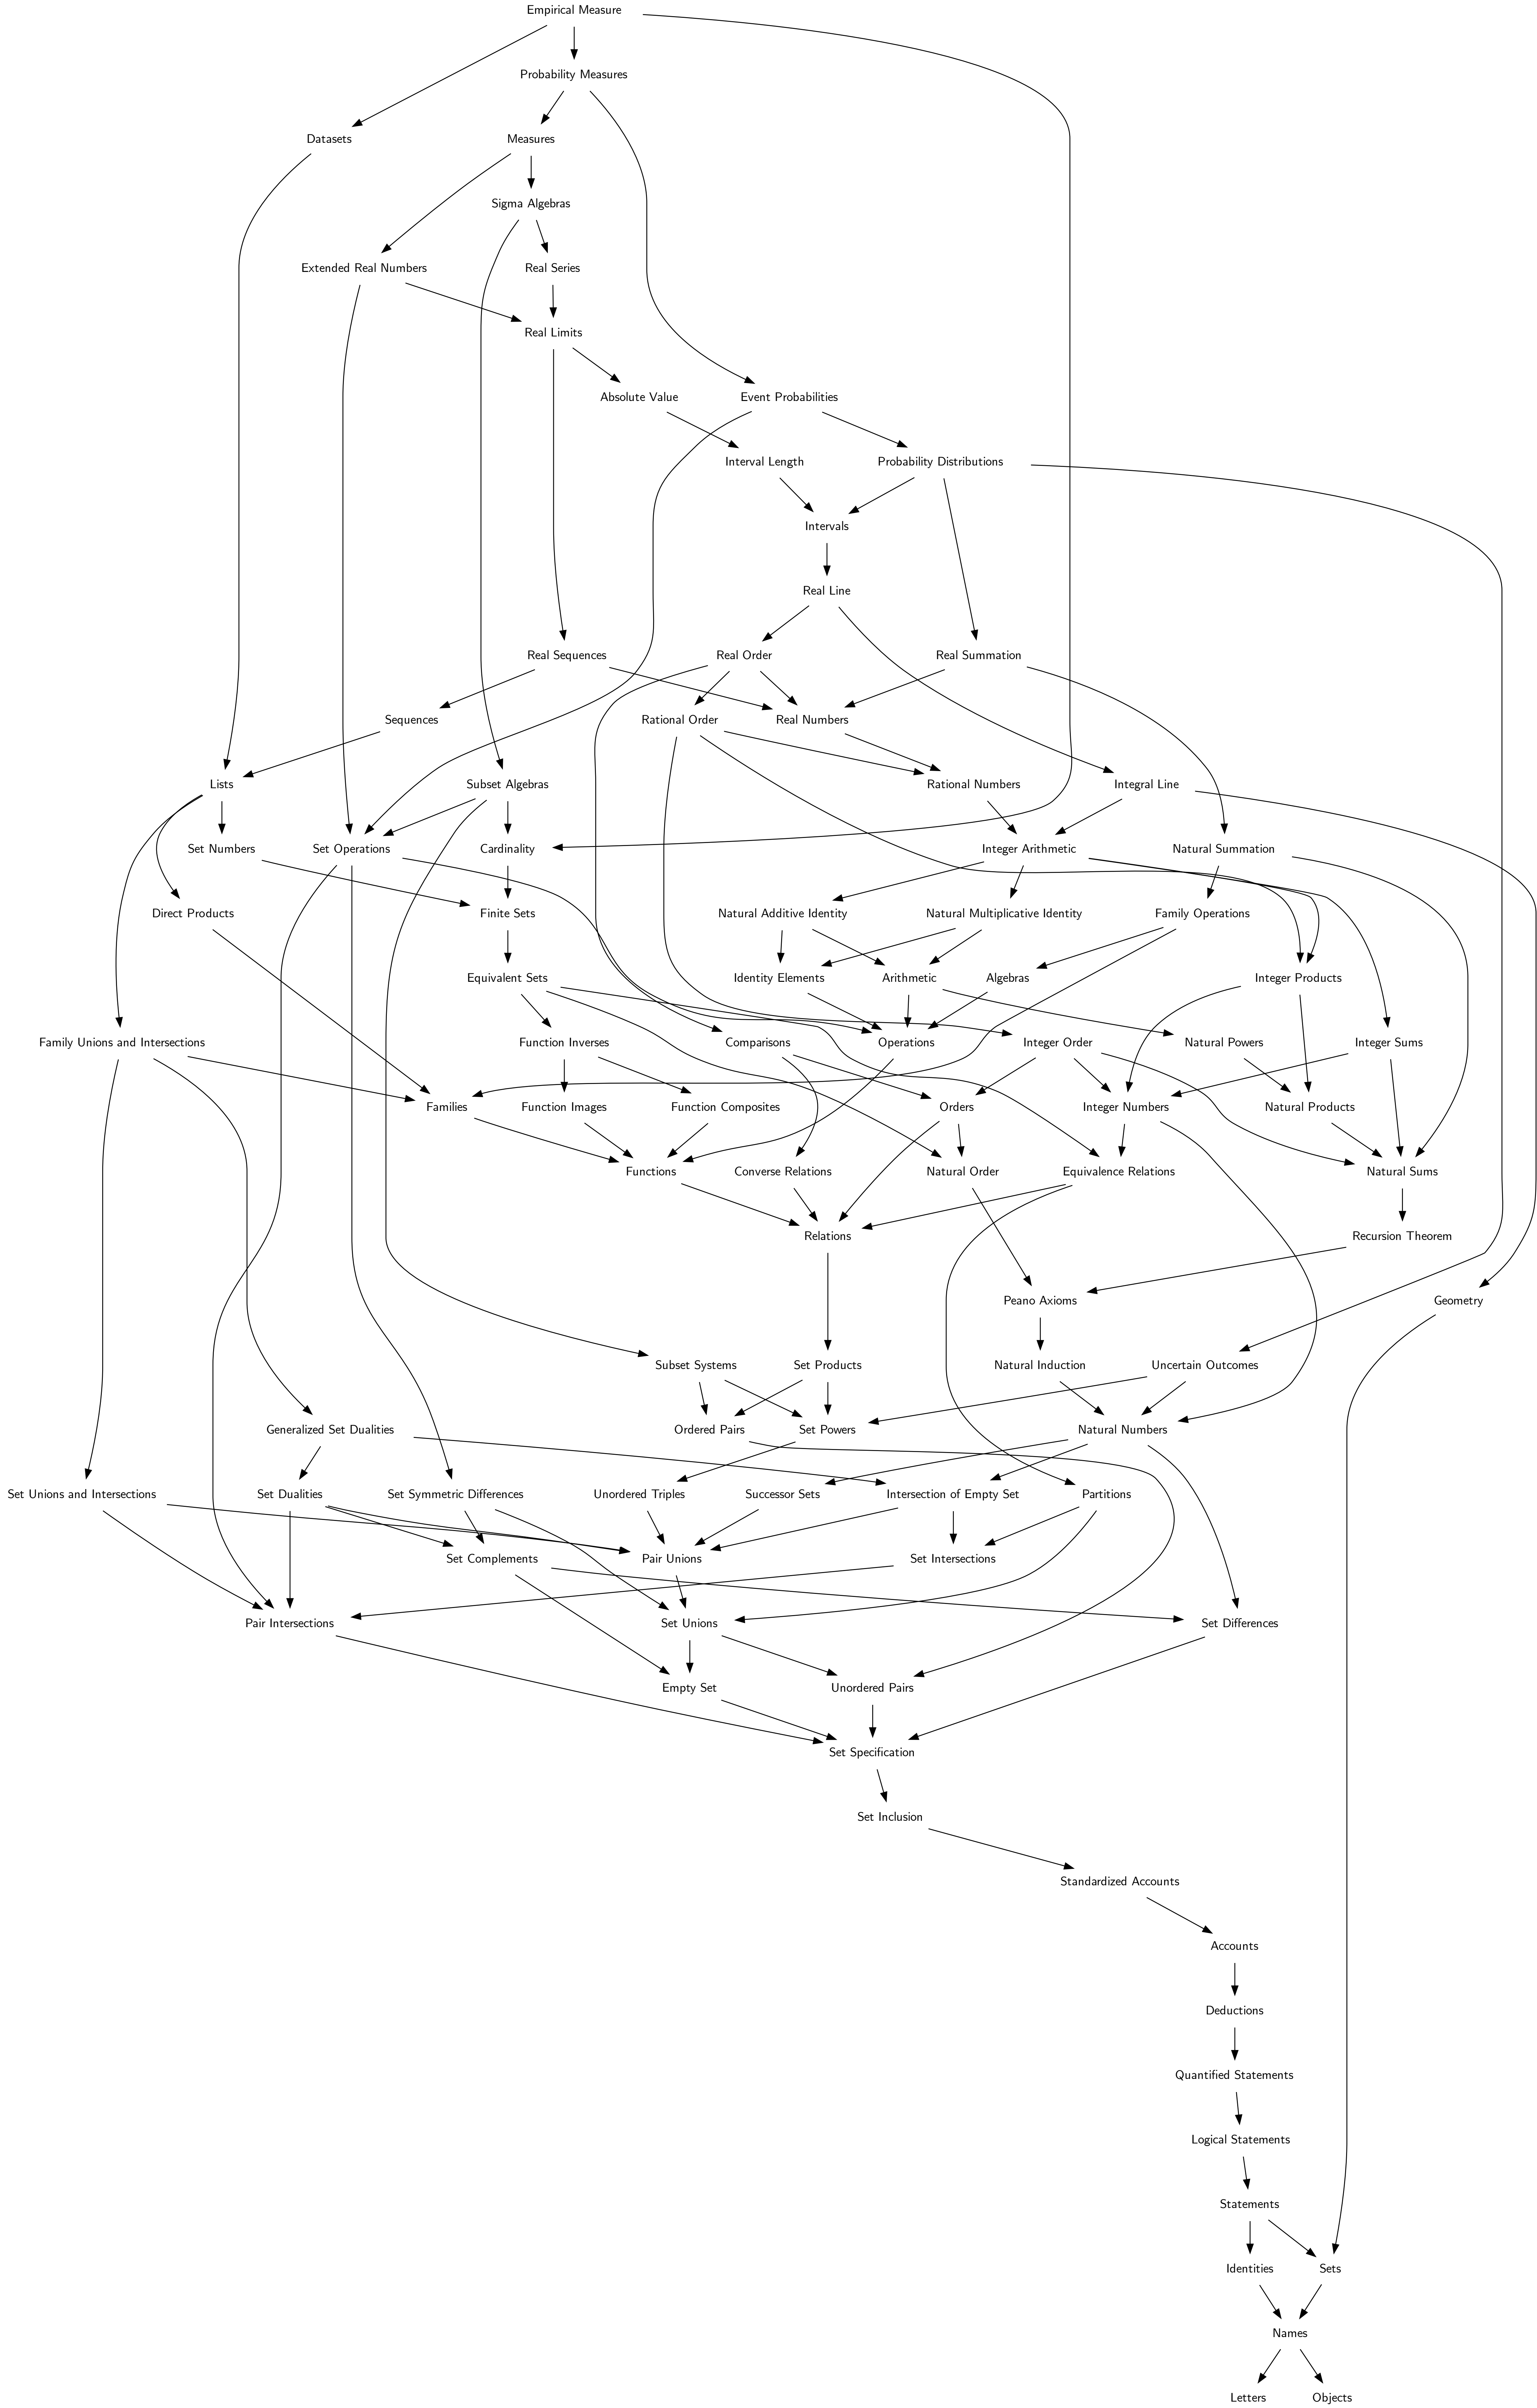 Empirical Measure
Probability Measures
Datasets
Measures
Sigma Algebras
Extended Real Numbers
Real Series
Real Limits
Absolute Value
Event Probabilities
Interval Length
Probability Distributions
Intervals
Real Line
Real Sequences
Real Order
Real Summation
Sequences
Rational Order
Real Numbers
Lists
Subset Algebras
Rational Numbers
Integral Line
Set Numbers
Set Operations
Cardinality
Integer Arithmetic
Natural Summation
Direct Products
Finite Sets
Natural Additive Identity
Natural Multiplicative Identity
Family Operations
Equivalent Sets
Identity Elements
Arithmetic
Algebras
Integer Products
Family Unions and Intersections
Function Inverses
Comparisons
Operations
Integer Order
Natural Powers
Integer Sums
Families
Function Images
Function Composites
Orders
Integer Numbers
Natural Products
Functions
Converse Relations
Natural Order
Equivalence Relations
Natural Sums
Relations
Recursion Theorem
Peano Axioms
Geometry
Subset Systems
Set Products
Natural Induction
Uncertain Outcomes
Generalized Set Dualities
Ordered Pairs
Set Powers
Natural Numbers
Set Unions and Intersections
Set Dualities
Set Symmetric Differences
Unordered Triples
Successor Sets
Intersection of Empty Set
Partitions
Set Complements
Pair Unions
Set Intersections
Pair Intersections
Set Unions
Set Differences
Empty Set
Unordered Pairs
Set Specification
Set Inclusion
Standardized Accounts
Accounts
Deductions
Quantified Statements
Logical Statements
Statements
Identities
Sets
Names
Letters
Objects